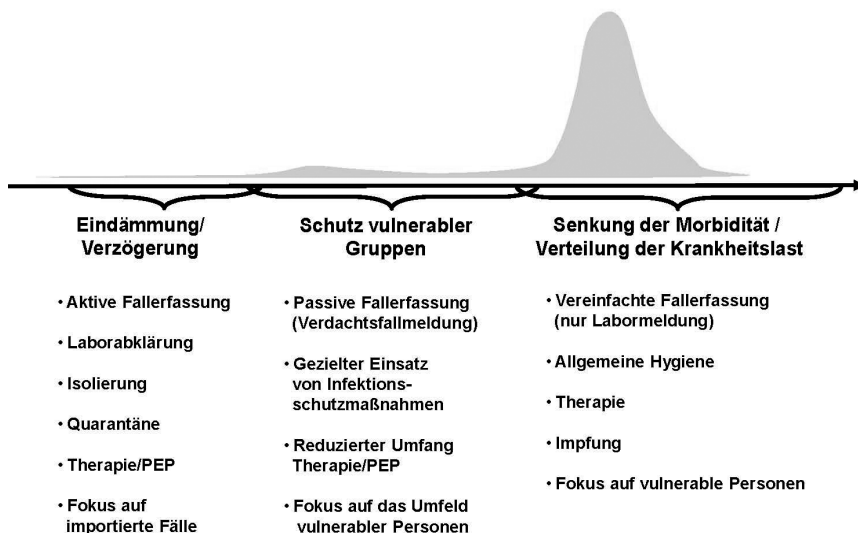 Eindämmung/
Verzögerung
• Aktive Fallerfassung
• Laborabklärung
• Isolierung
• Quarantäne
• Therapie/PEP
• Fokus auf
importierte Fälle
Schutz vulnerabler
Gruppen
• Passive Fallerfassung
(Verdachtsfallmeldung)
• Gezielter Einsatz
von Infektions-
schutzmaßnahmen
• Reduzierter Umfang
Therapie/PEP
• Fokus auf das Umfeld
vulnerabler Personen
Senkung der Morbidität /
Verteilung der Krankheitslast
• Vereinfachte Fallerfassung
(nur Labormeldung)
• Allgemeine Hygiene
• Therapie
• Impfung
• Fokus auf vulnerable Personen